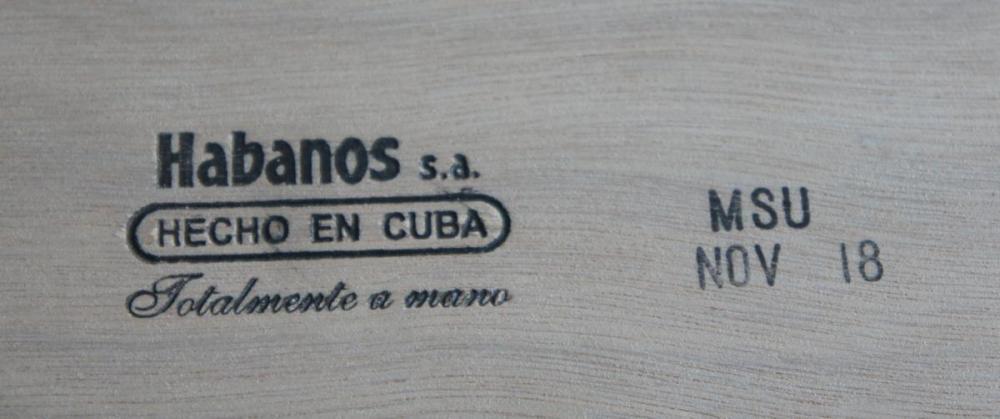 Habanos s.a.
HECHO EN CUBA
Totalmente a mano
MSU
NOV 18